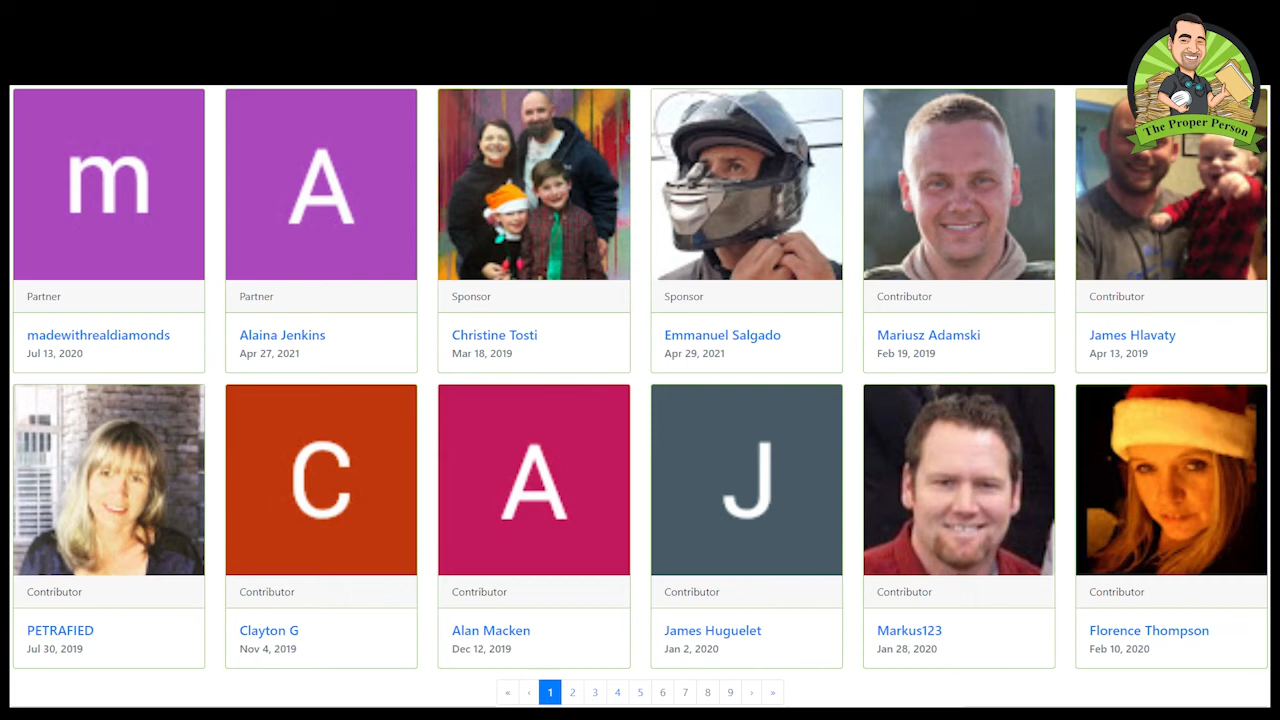 The Proper Person
m
A
Partner
Partner
Sponsor
Sponsor
Contributor
Contributor
madewithrealdiamonds
Alaina Jenkins
Christine Tosti
Emmanuel Salgado
Mariusz Adamski
James Hlavaty
Jul 13, 2020
Apr 27, 2021
Mar 18, 2019
Apr 29, 2021
Feb 19, 2019
Apr 13, 2019
C
A
J
Contributor
Contributor
Contributor
Contributor
Contributor
Contributor
PETRAFIED
Clayton G
Alan Macken
James Huguelet
Markus123
Florence Thompson
Jul 30, 2019
Nov 4, 2019
Dec 12, 2019
Jan 2, 2020
Jan 28, 2020
Feb 10, 2020
« ‹ 1 2 3 4 5 6 7 8 9 › »